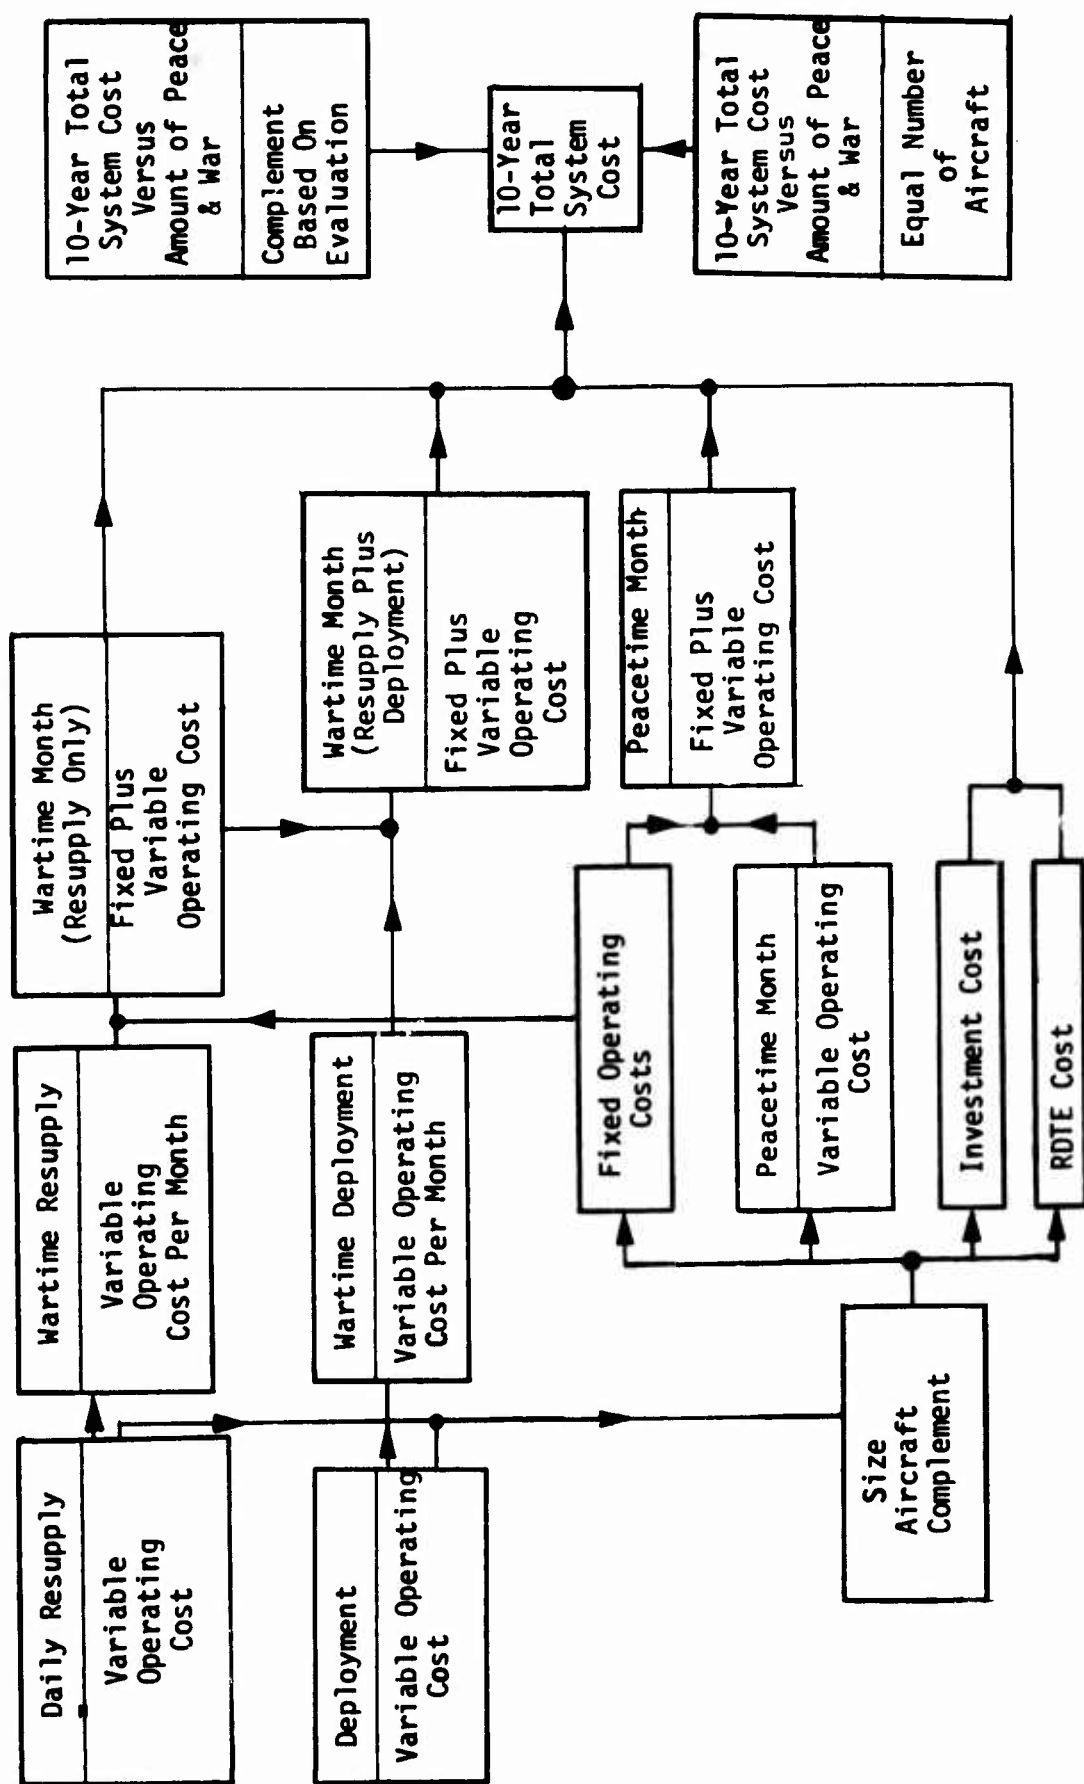 Daily Resupply
Variable
Operating
Cost
Wartime Resupply
Variable
Operating
Cost Per Month
Wartime Month
(Resupply Only)
Fixed Plus
Variable
Operating Cost
10-Year Total
System Cost
Versus
Amount of Peace
& War
Complement
Based On
Evaluation
Deployment
Variable Operating
Cost
Wartime Deployment
Variable Operating
Cost Per Month
Wartime Month
(Resupply Plus
Deployment)
Fixed Plus
Variable
Operating
Cost
10-Year
Total
System
Cost
Fixed Operating
Costs
Peacetime Month
Fixed Plus
Variable
Operating Cost
Peacetime Month
Variable Operating
Cost
10-Year Total
System Cost
Versus
Amount of Peace
& War
Equal Number
of
Aircraft
Size
Aircraft
Complement
Investment Cost
RDTE Cost